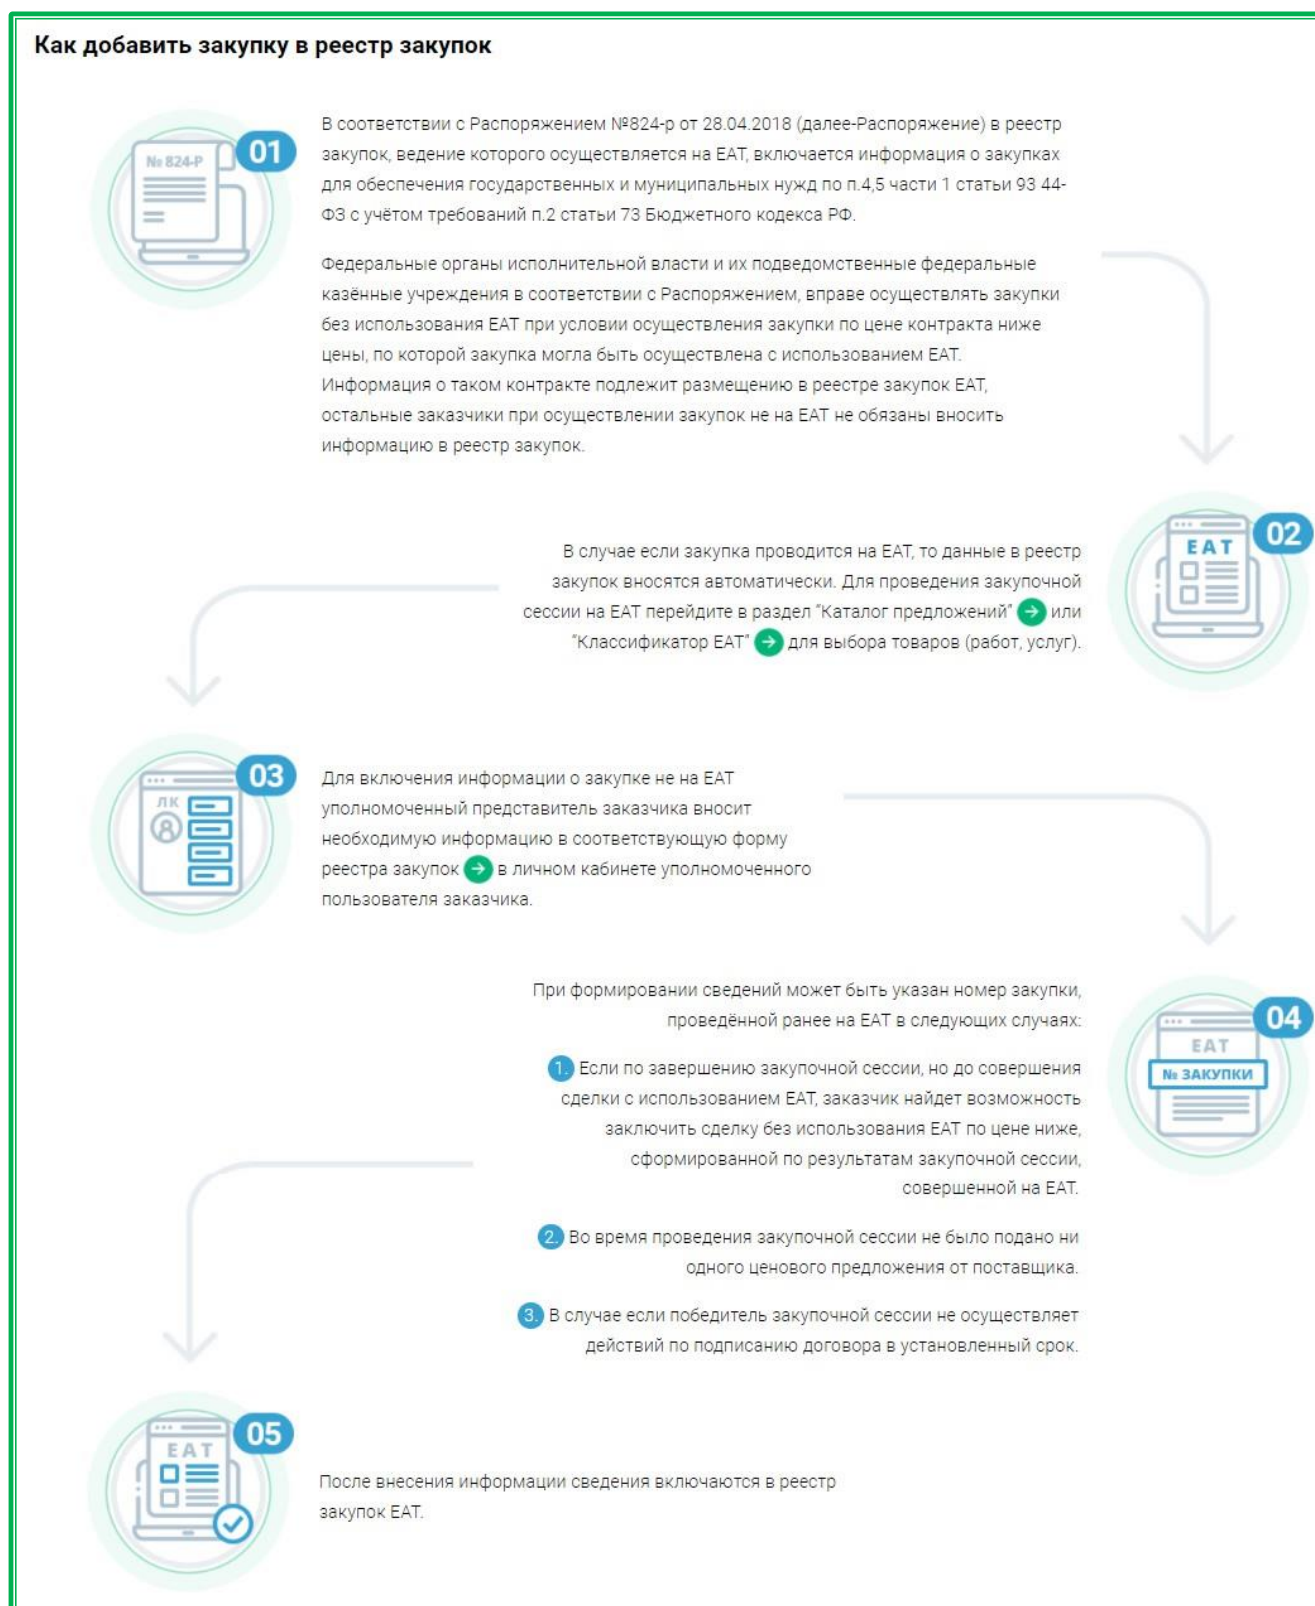 Как добавить закупку в реестр закупок
№ 824-Р
01
В соответствии с Распоряжением №824-р от 28.04.2018 (далее-Распоряжение) в реестр
закупок, ведение которого осуществляется на ЕАТ, включается информация о закупках
для обеспечения государственных и муниципальных нужд по п.4,5 части 1 статьи 93 44-
ФЗ с учётом требований п.2 статьи 73 Бюджетного кодекса РФ.
Федеральные органы исполнительной власти и их подведомственные федеральные
казённые учреждения в соответствии с Распоряжением, вправе осуществлять закупки
без использования ЕАТ при условии осуществления закупки по цене контракта ниже
цены, по которой закупка могла быть осуществлена с использованием ЕАТ.
Информация о таком контракте подлежит размещению в реестре закупок ЕАТ,
остальные заказчики при осуществлении закупок не на ЕАТ не обязаны вносить
информацию в реестр закупок.
02
ЕАТ
В случае если закупка проводится на ЕАТ, то данные в реестр
закупок вносятся автоматически. Для проведения закупочной
сессии на ЕАТ перейдите в раздел "Каталог предложений" или
"Классификатор ЕАТ" для выбора товаров (работ, услуг).
03
ЛК
Для включения информации о закупке не на ЕАТ
уполномоченный представитель заказчика вносит
необходимую информацию в соответствующую форму
реестра закупок в личном кабинете уполномоченного
пользователя заказчика.
04
ЕАТ
№ ЗАКУПКИ
При формировании сведений может быть указан номер закупки,
проведённой ранее на ЕАТ в следующих случаях:
1. Если по завершению закупочной сессии, но до совершения
сделки с использованием ЕАТ, заказчик найдет возможность
заключить сделку без использования ЕАТ по цене ниже,
сформированной по результатам закупочной сессии,
совершенной на ЕАТ.
2. Во время проведения закупочной сессии не было подано ни
одного ценового предложения от поставщика.
3. В случае если победитель закупочной сессии не осуществляет
действий по подписанию договора в установленный срок.
05
ЕАТ
После внесения информации сведения включаются в реестр
закупок ЕАТ.